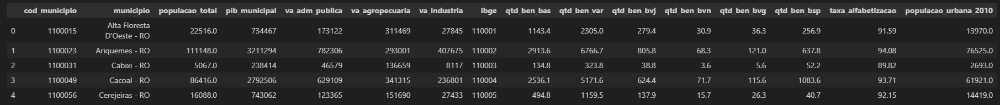 cod_municipio municipio populacao_total pib_municipal va_adm_publica va_agropecuaria va_industria ibge qtd_ben_bas qtd_ben_var qtd_ben_bvj qtd_ben_bvn qtd_ben_bvg qtd_ben_bsp taxa_alfabetizacao populacao_urbana_2010
0 1100015 Alta Floresta D'Oeste - RO 22516.0 734467 173122 311469 27845 110001 1143.4 2305.0 279.4 30.9 36.3 256.9 91.59 13970.0
1 1100023 Ariquemes - RO 111148.0 3211294 782306 293001 407675 110002 2913.6 6766.7 805.8 68.3 121.0 637.8 94.08 76525.0
2 1100031 Cabixi - RO 5067.0 238414 46579 136659 8117 110003 134.8 323.8 38.8 3.6 5.6 52.2 89.82 2693.0
3 1100049 Cacoal - RO 86416.0 2792506 629109 341315 236801 110004 2536.1 5171.6 624.4 71.7 115.6 1083.6 93.71 61921.0
4 1100056 Cerejeiras - RO 16088.0 743062 123365 151690 27433 110005 494.8 1159.5 137.9 15.7 26.3 40.7 92.15 14419.0